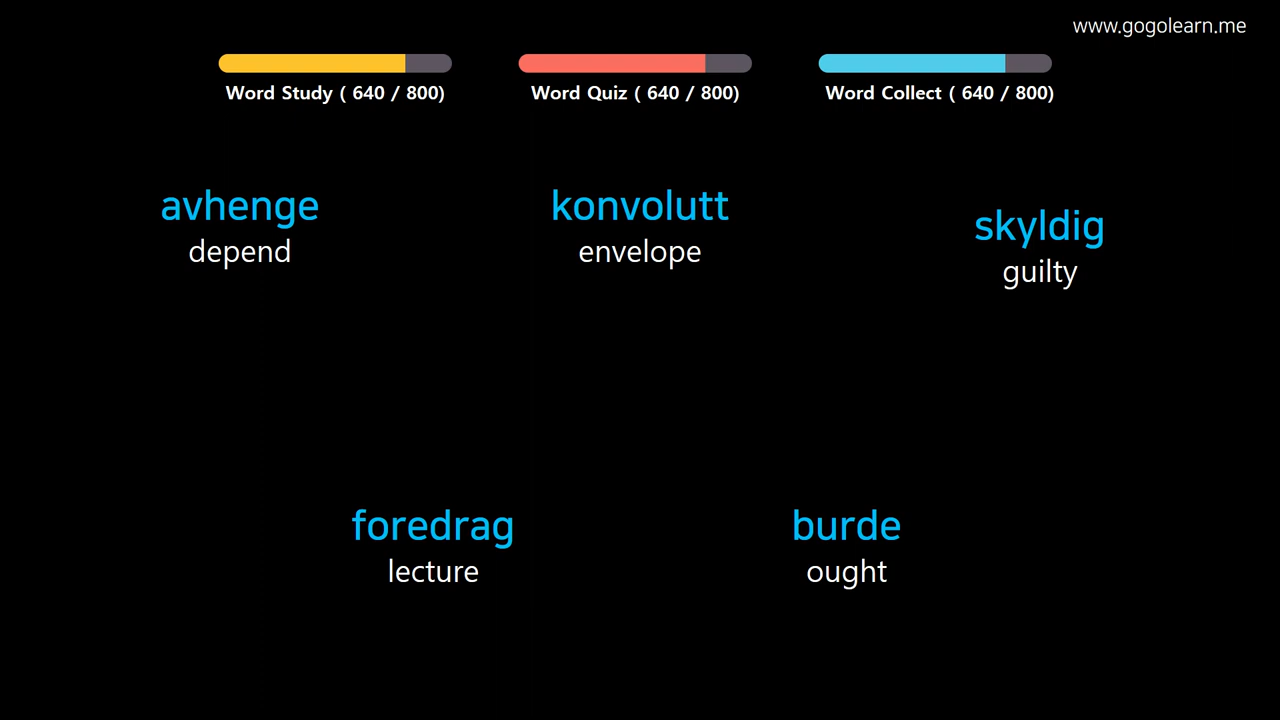 www.gogolearn.me
Word Study ( 640 / 800)
Word Quiz ( 640 / 800)
Word Collect ( 640 / 800)
avhenge
depend
konvolutt
envelope
skyldig
guilty
foredrag
lecture
burde
ought